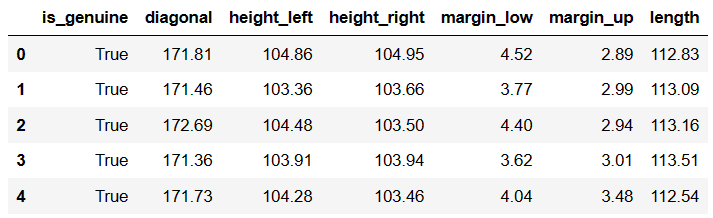 is_genuine diagonal height_left height_right margin_low margin_up length
0 True 171.81 104.86 104.95 4.52 2.89 112.83
1 True 171.46 103.36 103.66 3.77 2.99 113.09
2 True 172.69 104.48 103.50 4.40 2.94 113.16
3 True 171.36 103.91 103.94 3.62 3.01 113.51
4 True 171.73 104.28 103.46 4.04 3.48 112.54